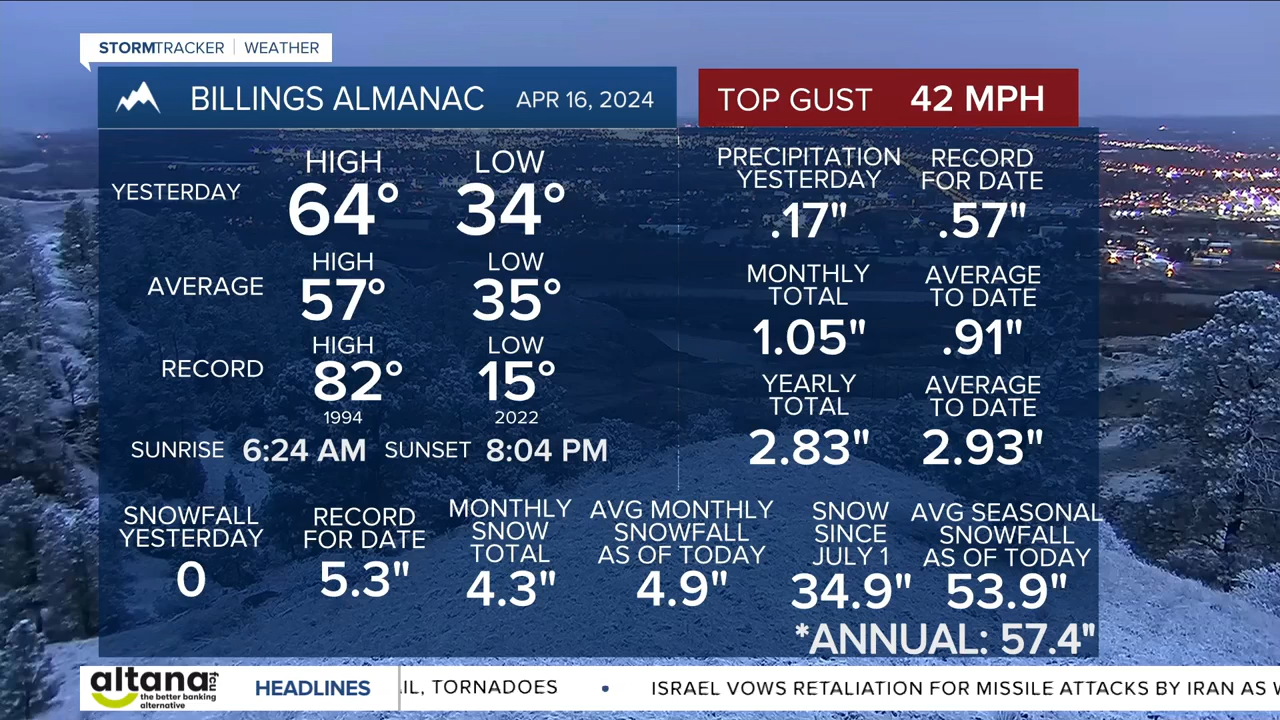 STORMTRACKER | WEATHER
BILLINGS ALMANAC APR 16, 2024
TOP GUST 42 MPH
HIGH LOW
YESTERDAY 64° 34°
HIGH LOW
AVERAGE 57° 35°
HIGH LOW
RECORD 82° 15°
1994 2022
SUNRISE 6:24 AM SUNSET 8:04 PM
PRECIPITATION
YESTERDAY
.17"
RECORD
FOR DATE
.57"
MONTHLY
TOTAL
1.05"
AVERAGE
TO DATE
.91"
YEARLY
TOTAL
2.83"
AVERAGE
TO DATE
2.93"
SNOWFALL
YESTERDAY
0
RECORD
FOR DATE
5.3"
MONTHLY
SNOW
TOTAL
4.3"
AVG MONTHLY
SNOWFALL
AS OF TODAY
4.9"
SNOW
SINCE
JULY 1
34.9"
AVG SEASONAL
SNOWFALL
AS OF TODAY
53.9"
*ANNUAL: 57.4"
altana fcu
the better banking
alternative
HEADLINES
IL, TORNADOES • ISRAEL VOWS RETALIATION FOR MISSILE ATTACKS BY IRAN AS W